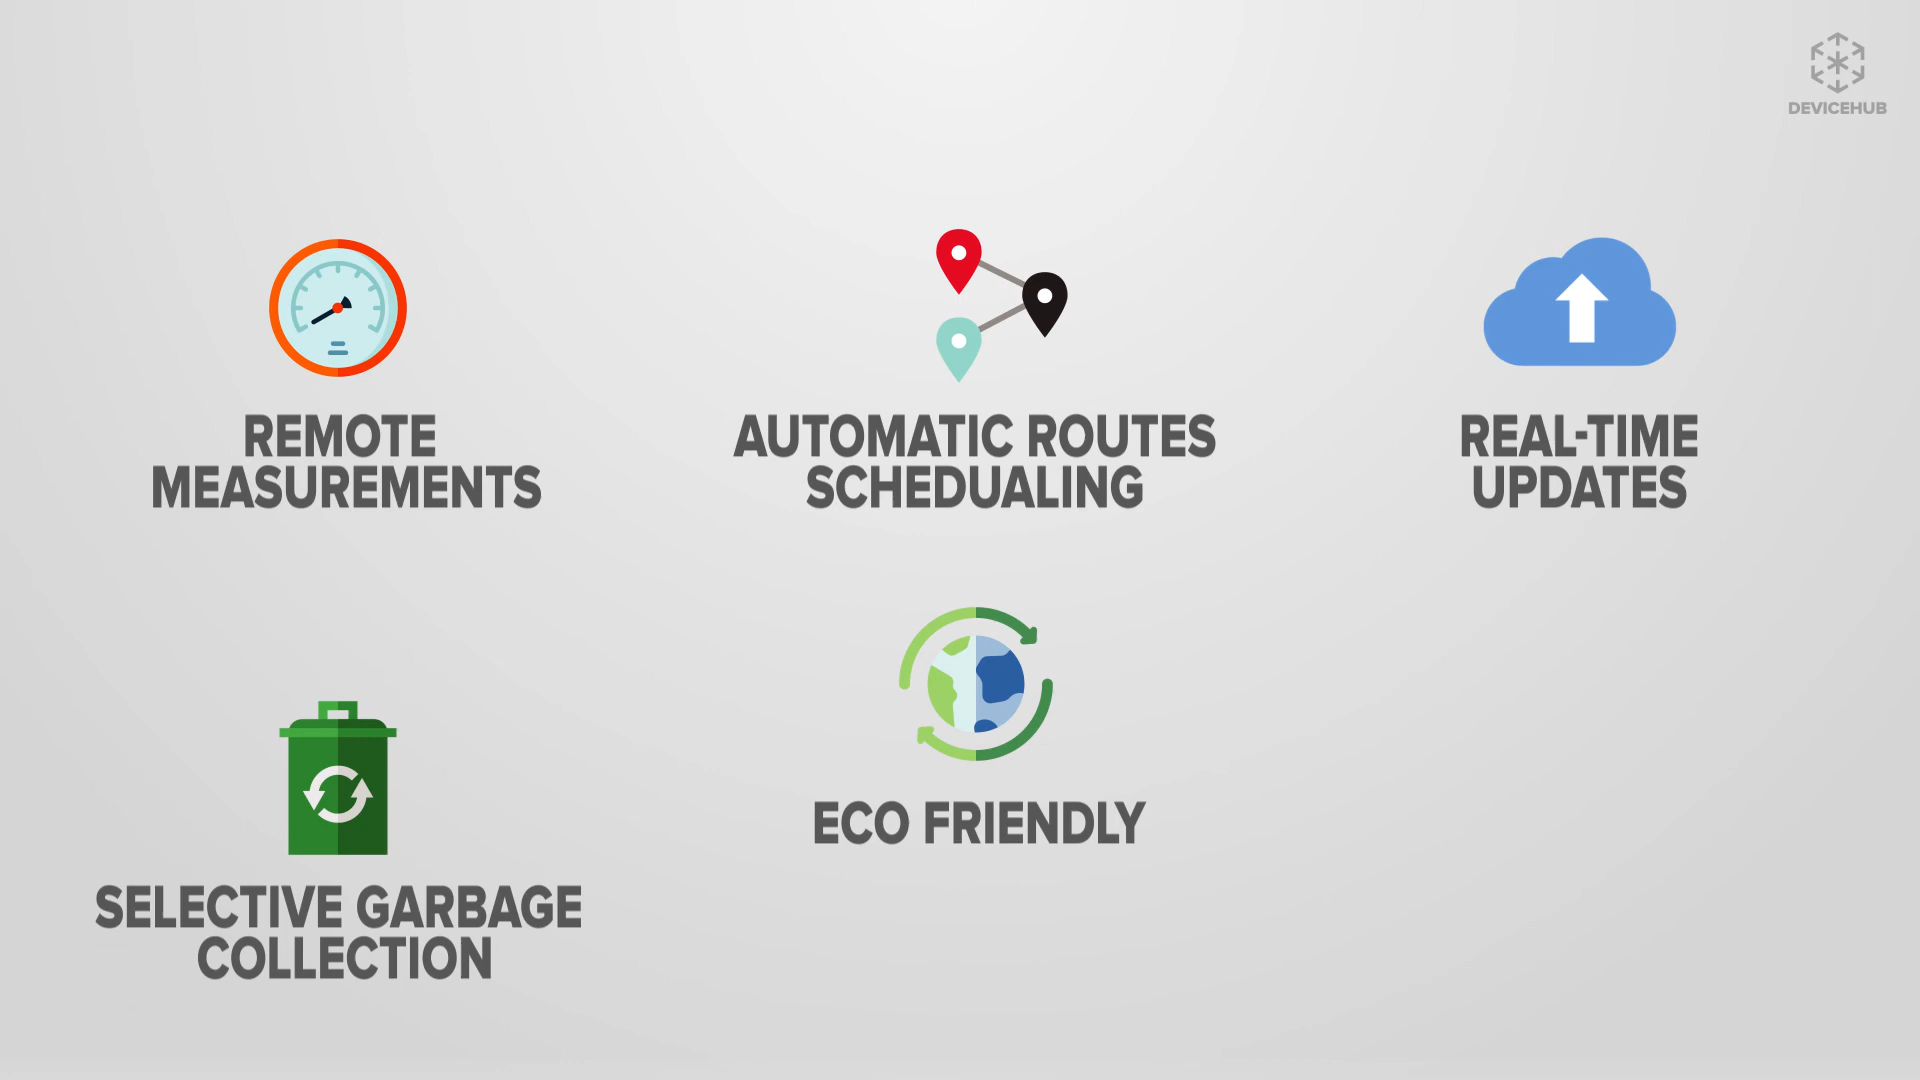 DEVICEHUB
REMOTE
MEASUREMENTS
AUTOMATIC ROUTES
SCHEDUALING
REAL-TIME
UPDATES
SELECTIVE GARBAGE
COLLECTION
ECO FRIENDLY